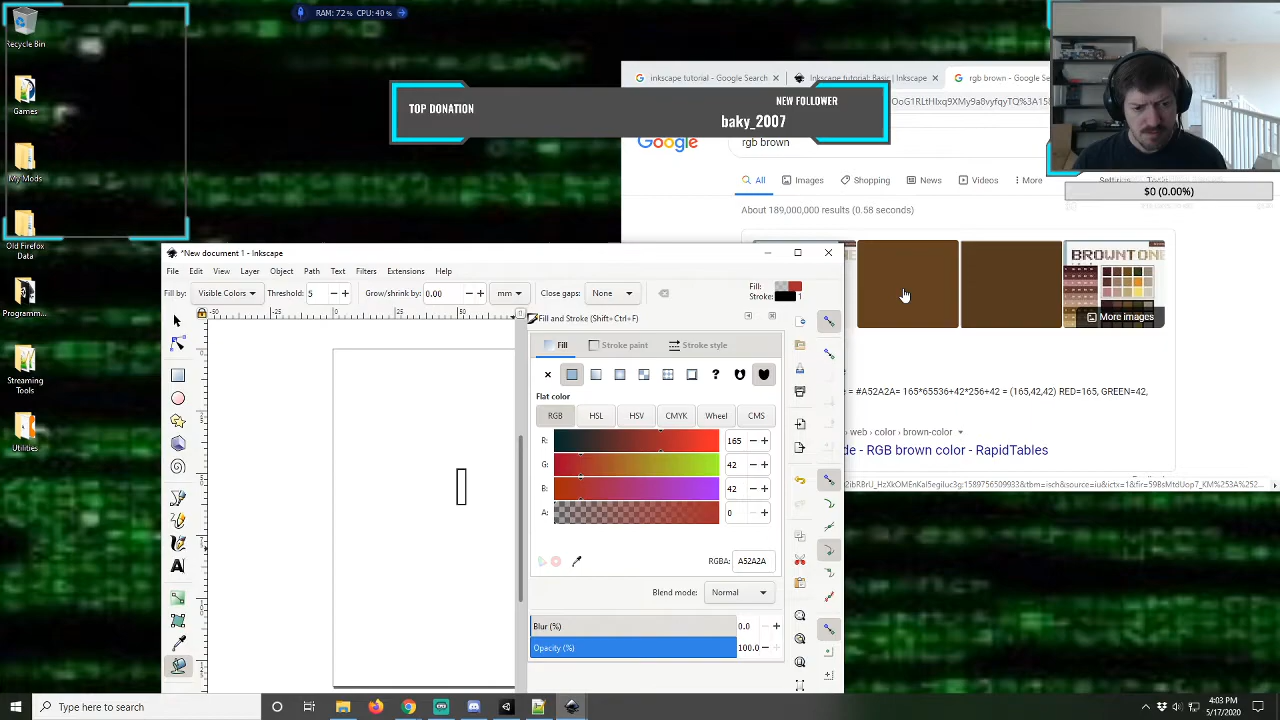 RAM: 72 % CPU: 40 %
Recycle Bin
Games
My Mods
Old Firefox
Data
Programm...
Streaming
Tools
Utilities
TOP DONATION
NEW FOLLOWER
baky_2007
inkscape tutorial - Google Search
Inkscape tutorial: Basic | Inkscape
rgb brown - Google Se
Google
rgb brown
All
Images
Shopping
News
Videos
More
$0 (0.00%)
About 189,000,000 results (0.58 seconds)
BROWNTONE
More images
= #A52A2A= 165*65536+42*256+42 = (165,42,42) RED=165, GREEN=42,
web › color › brown-color
de - RGB brown color - RapidTables
*New document 1 - Inkscape
File Edit View Layer Object Path Text Filters Extensions Help
Fill by: Visible Colors Threshold: 5 0.00 mm Close gaps: None
Fill:
Stroke: 1
Fill and Stroke (Shift+Ctrl+F)
Fill Stroke paint Stroke style
Flat color
RGB HSL HSV CMYK Wheel CMS
R: 165
G: 42
B: 42
A: 0
RGBA: A52A2A
Blend mode: Normal
Blur (%) 0.0
Opacity (%) 100.0
Type here to search
4:03 PM
5/17/2020